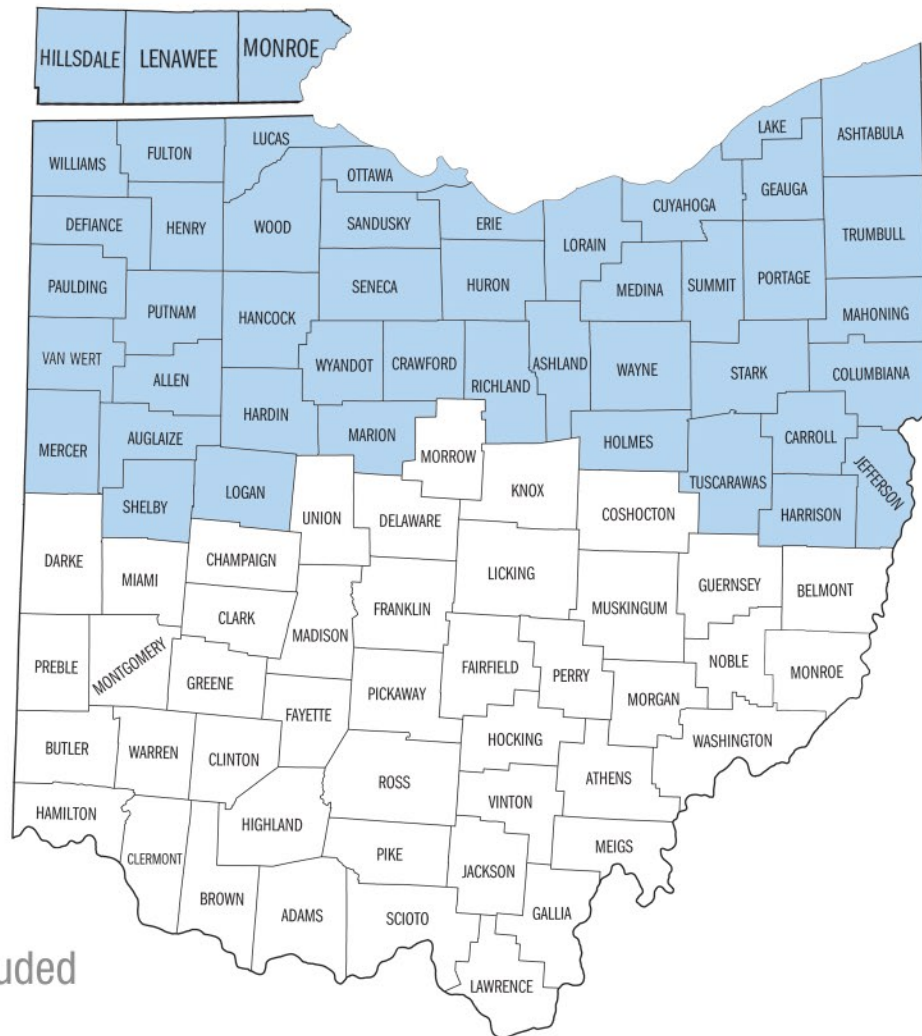 HILLSDALE
LENAWEE
MONROE
WILLIAMS
FULTON
LUCAS
OTTAWA
LAKE
ASHTABULA
GEAUGA
CUYAHOGA
DEFIANCE
HENRY
WOOD
SANDUSKY
ERIE
LORAIN
TRUMBULL
PAULDING
PUTNAM
HANCOCK
SENECA
HURON
MEDINA
SUMMIT
PORTAGE
MAHONING
VAN WERT
ALLEN
WYANDOT
CRAWFORD
RICHLAND
ASHLAND
WAYNE
STARK
COLUMBIANA
MERCER
AUGLAIZE
HARDIN
MARION
MORROW
HOLMES
CARROLL
JEFFERSON
TUSCARAWAS
SHELBY
LOGAN
UNION
DELAWARE
KNOX
COSHOCTON
HARRISON
DARKE
MIAMI
CHAMPAIGN
LICKING
GUERNSEY
BELMONT
CLARK
FRANKLIN
MUSKINGUM
MADISON
PREBLE
MONTGOMERY
GREENE
PICKAWAY
FAIRFIELD
PERRY
NOBLE
MONROE
MORGAN
FAYETTE
BUTLER
WARREN
CLINTON
HOCKING
WASHINGTON
ROSS
ATHENS
VINTON
HAMILTON
HIGHLAND
CLERMONT
PIKE
MEIGS
JACKSON
BROWN
ADAMS
SCIOTO
GALLIA
LAWRENCE
uded